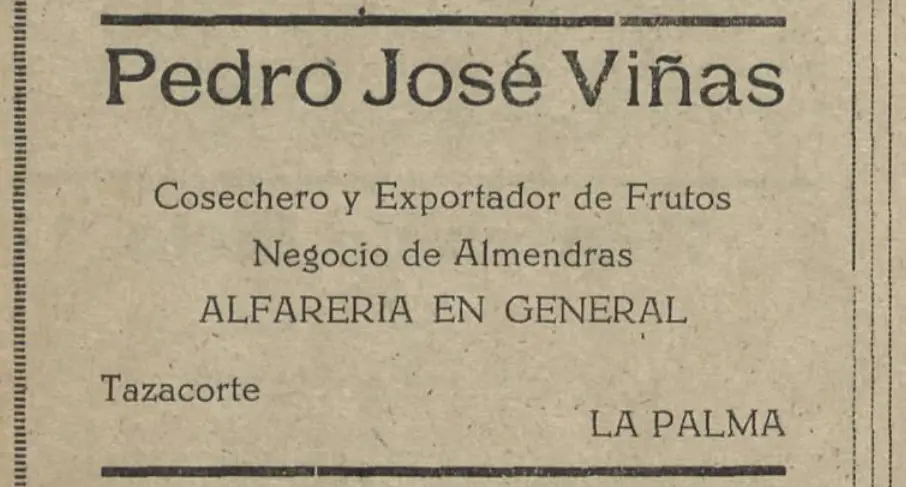 Pedro José Viñas
Cosechero y Exportador de Frutos
Negocio de Almendras
ALFARERIA EN GENERAL
Tazacorte
LA PALMA